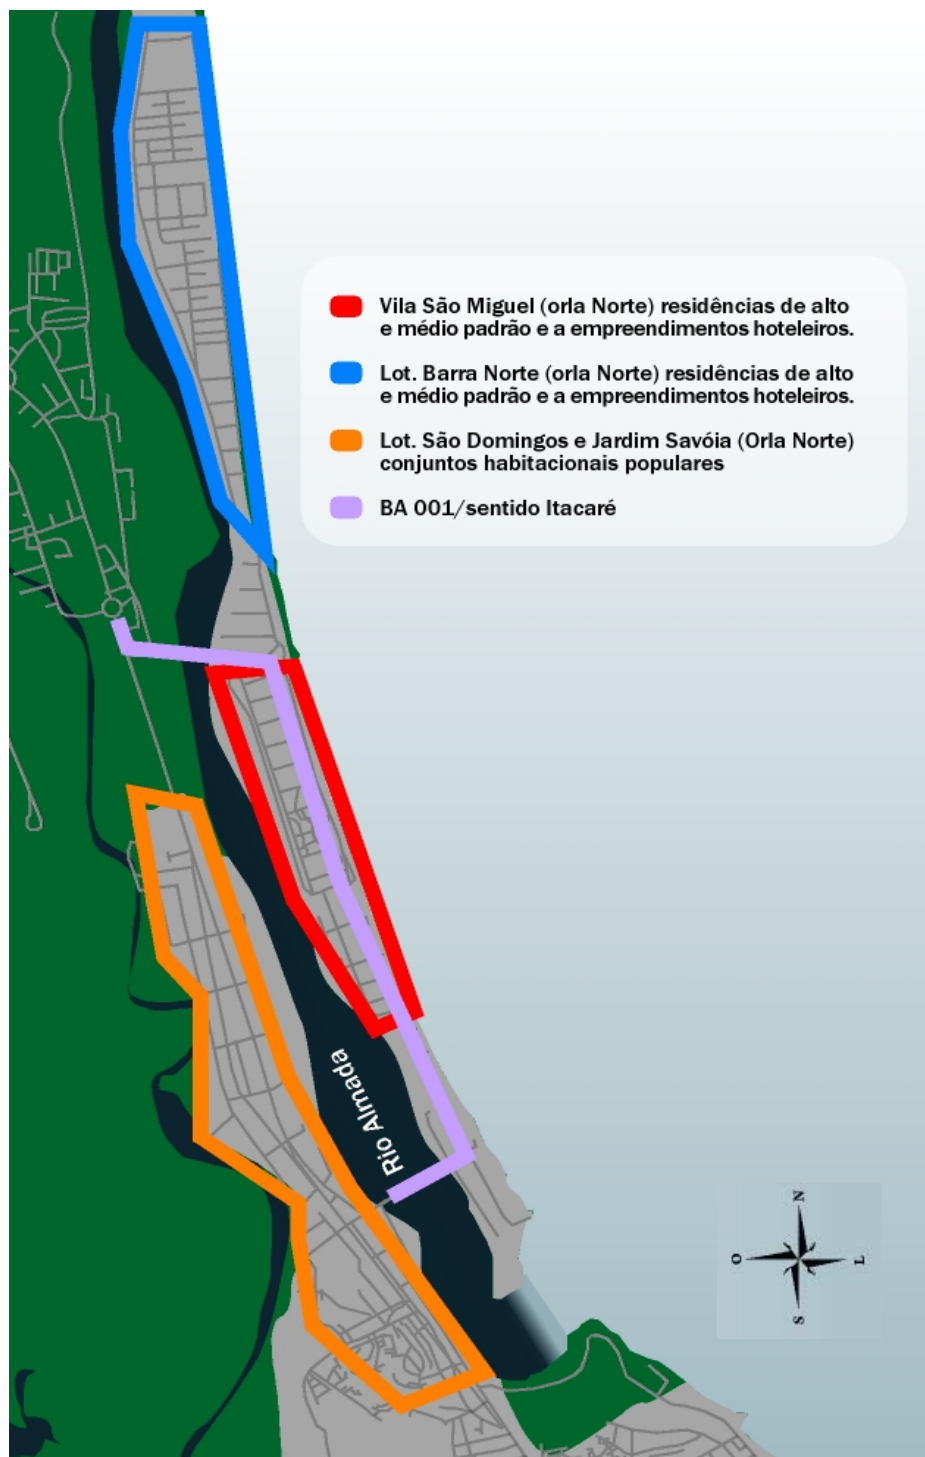 Vila São Miguel (orla Norte) residências de alto
e médio padrão e a empreendimentos hoteleiros.
Lot. Barra Norte (orla Norte) residências de alto
e médio padrão e a empreendimentos hoteleiros.
Lot. São Domingos e Jardim Savóia (Orla Norte)
conjuntos habitacionais populares
BA 001/sentido Itacaré
Rio Almada
N
O
L
S